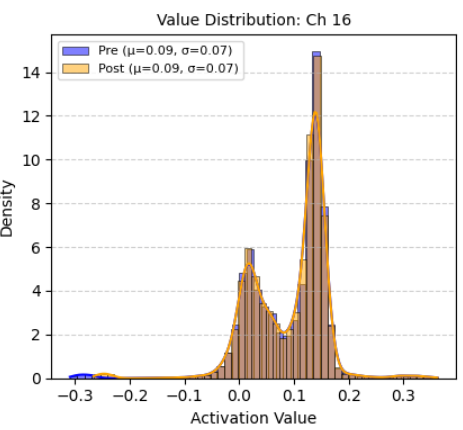 Value Distribution: Ch 16
Pre (μ=0.09, σ=0.07)
Post (μ=0.09, σ=0.07)
14
12
10
8
6
4
2
0
Density
−0.3 −0.2 −0.1 0.0 0.1 0.2 0.3
Activation Value